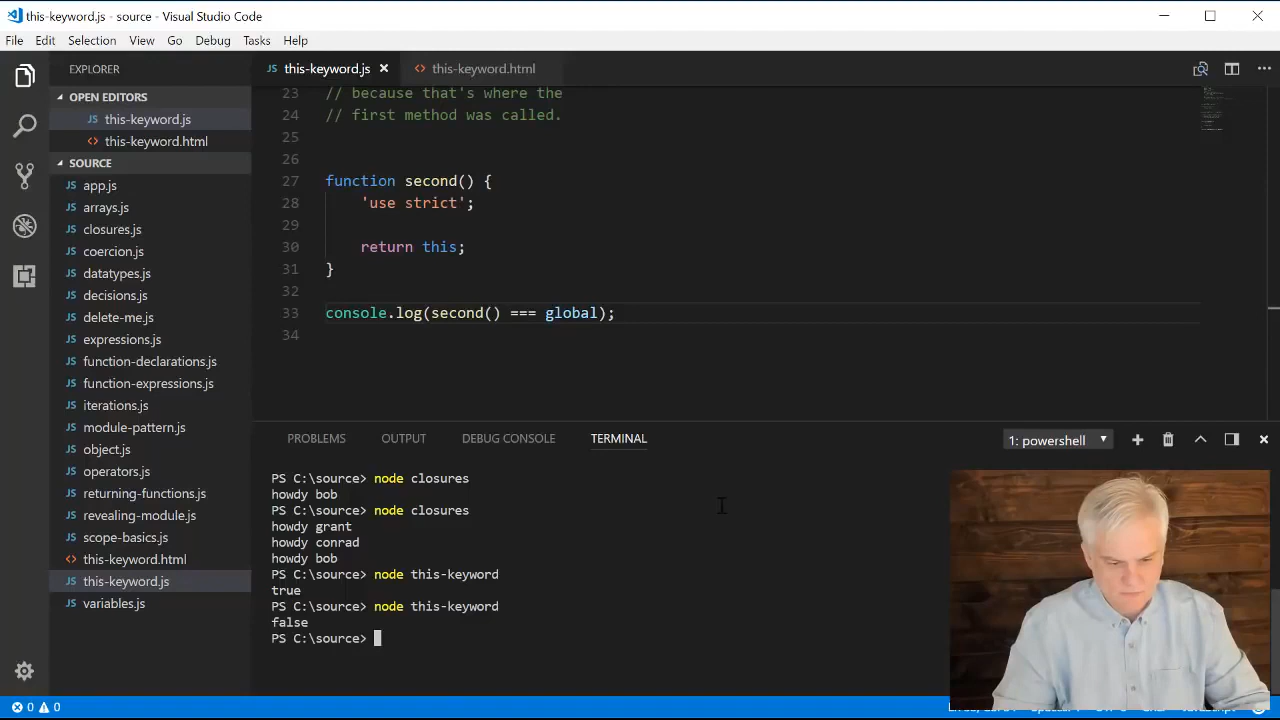 this-keyword.js - source - Visual Studio Code
File Edit Selection View Go Debug Tasks Help
EXPLORER
OPEN EDITORS
JS this-keyword.js
<> this-keyword.html
SOURCE
JS app.js
JS arrays.js
JS closures.js
JS coercion.js
JS datatypes.js
JS decisions.js
JS delete-me.js
JS expressions.js
JS function-declarations.js
JS function-expressions.js
JS iterations.js
JS module-pattern.js
JS object.js
JS operators.js
JS returning-functions.js
JS revealing-module.js
JS scope-basics.js
<> this-keyword.html
JS this-keyword.js
JS variables.js
JS this-keyword.js <> this-keyword.html
23 // because that's where the
24 // first method was called.
25
26
27 function second() {
28 'use strict';
29
30 return this;
31 }
32
33 console.log(second() === global);
34
PROBLEMS OUTPUT DEBUG CONSOLE TERMINAL 1: powershell
PS C:\source> node closures
howdy bob
PS C:\source> node closures
howdy grant
howdy conrad
howdy bob
PS C:\source> node this-keyword
true
PS C:\source> node this-keyword
false
PS C:\source>
0 0